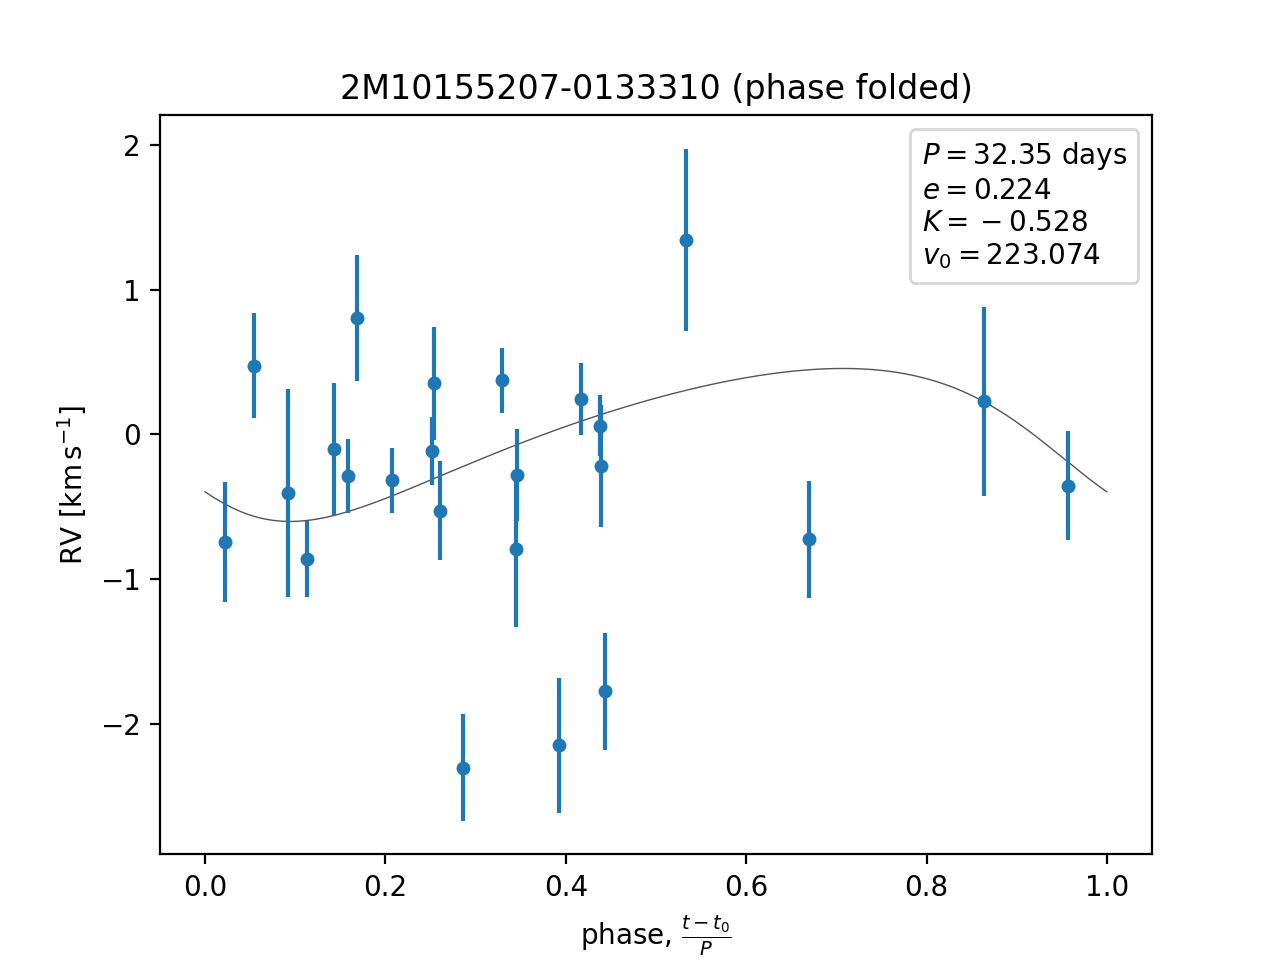 2M10155207-0133310 (phase folded)
P = 32.35 days
e = 0.224
K = −0.528
v₀ = 223.074
2
1
0
−1
−2
RV [km s⁻¹]
0.0 0.2 0.4 0.6 0.8 1.0
phase, (t − t₀)/P